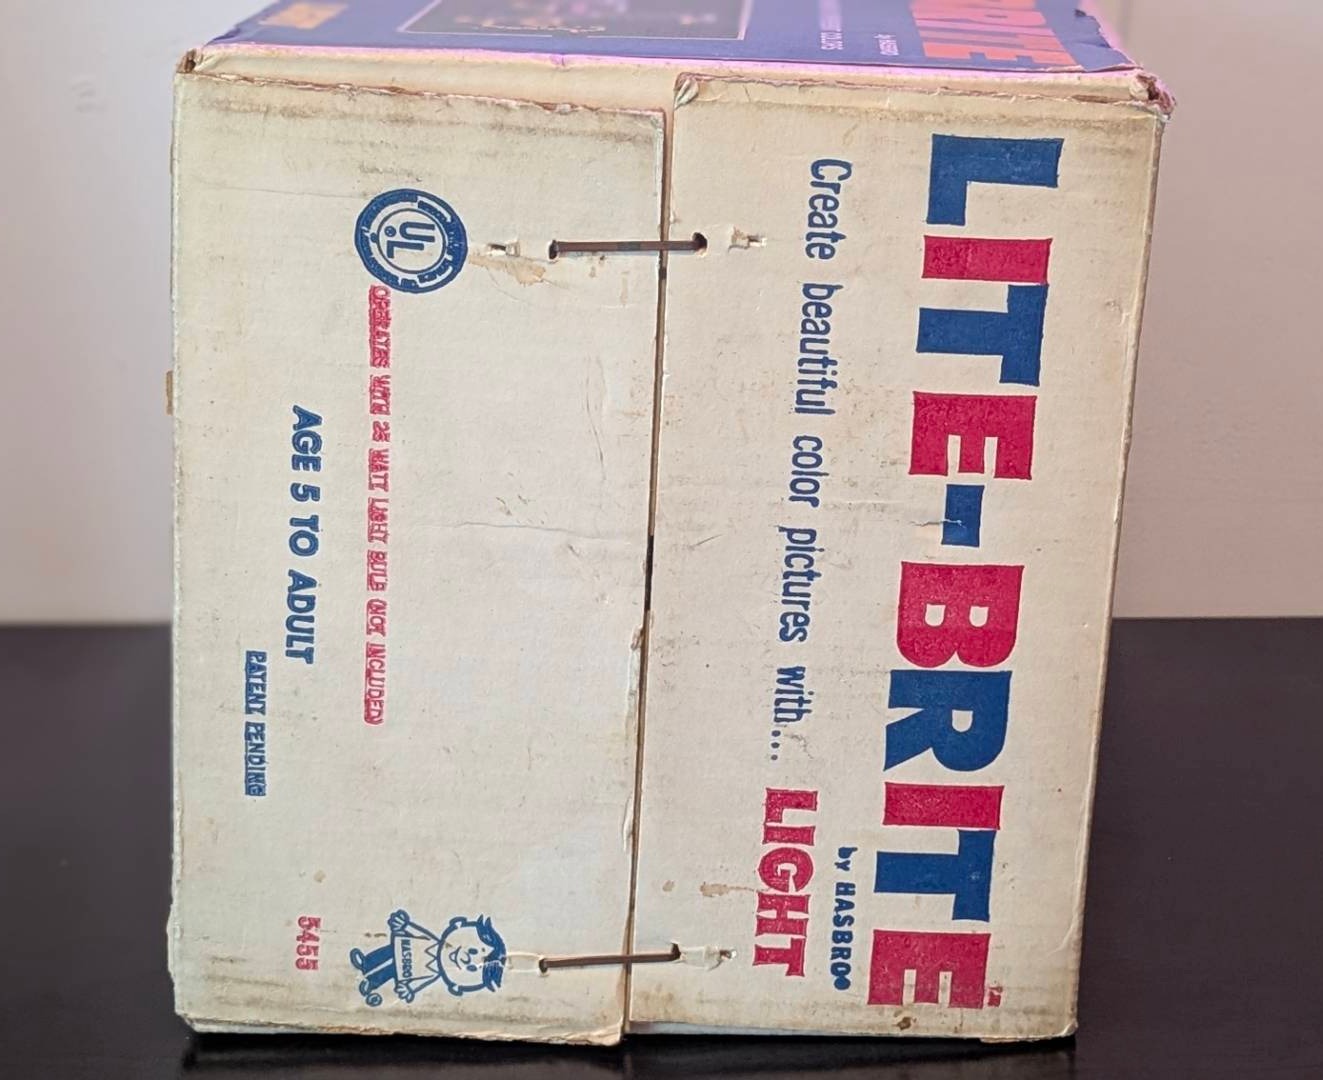 LITE-BRITE™
by HASBRO®
Create beautiful color pictures with... LIGHT
UL®
OPERATES WITH 25 WATT LIGHT BULB (NOT INCLUDED)
AGE 5 TO ADULT
PATENT PENDING
HASBRO
®
5455